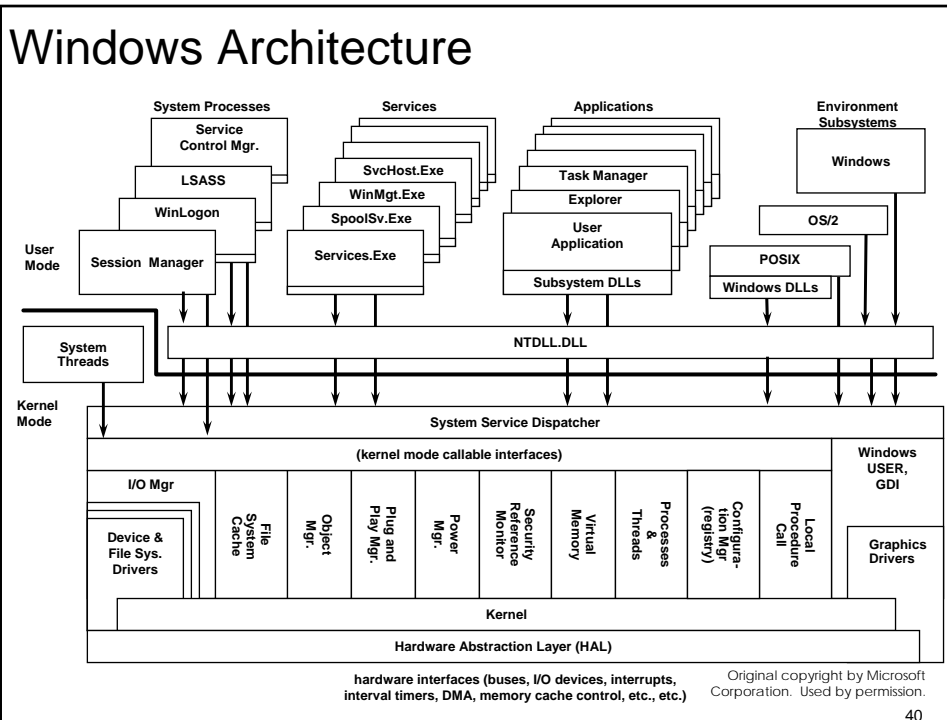 Windows Architecture
System Processes
Services
Applications
Environment
Subsystems
Service
Control Mgr.
LSASS
WinLogon
Session Manager
SvcHost.Exe
WinMgt.Exe
SpoolSv.Exe
Services.Exe
Task Manager
Explorer
User
Application
Subsystem DLLs
Windows
OS/2
POSIX
Windows DLLs
User
Mode
System
Threads
NTDLL.DLL
Kernel
Mode
System Service Dispatcher
(kernel mode callable interfaces)
Windows
USER,
GDI
I/O Mgr
Device &
File Sys.
Drivers
File
System
Cache
Object
Mgr.
Plug and
Play Mgr.
Power
Mgr.
Security
Reference
Monitor
Virtual
Memory
Processes
&
Threads
Configura-
tion Mgr
(registry)
Local
Procedure
Call
Graphics
Drivers
Kernel
Hardware Abstraction Layer (HAL)
hardware interfaces (buses, I/O devices, interrupts,
interval timers, DMA, memory cache control, etc., etc.)
Original copyright by Microsoft
Corporation. Used by permission.
40